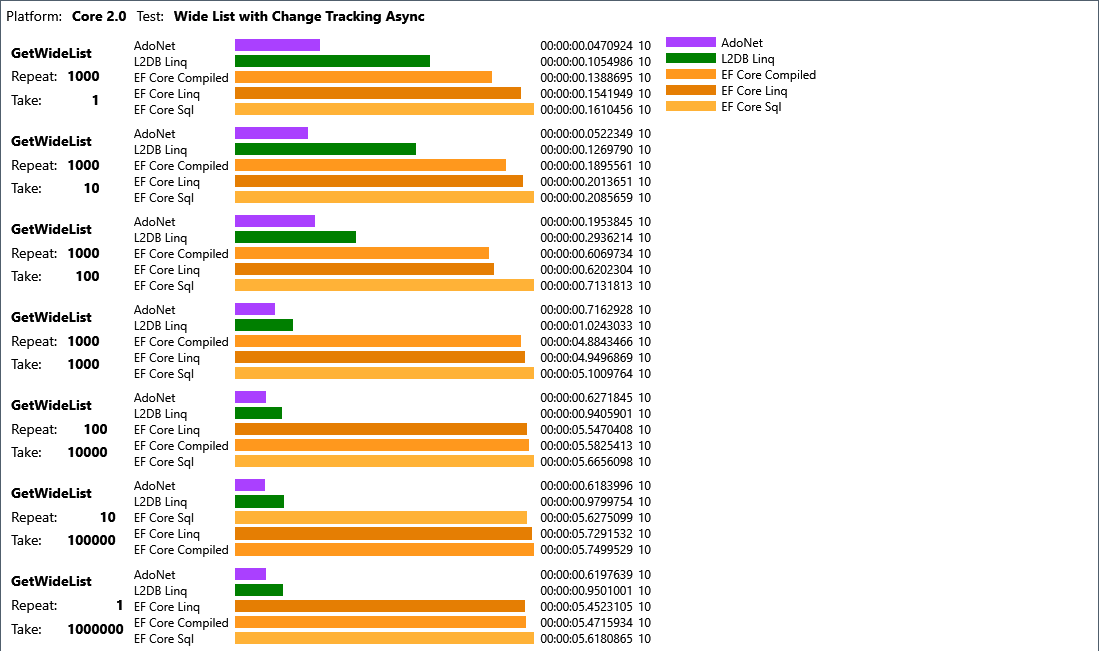 Platform: Core 2.0 Test: Wide List with Change Tracking Async
GetWideList
Repeat: 1000
Take: 1
AdoNet 00:00:00.0470924 10
L2DB Linq 00:00:00.1054986 10
EF Core Compiled 00:00:00.1388695 10
EF Core Linq 00:00:00.1541949 10
EF Core Sql 00:00:00.1610456 10
AdoNet
L2DB Linq
EF Core Compiled
EF Core Linq
EF Core Sql
GetWideList
Repeat: 1000
Take: 10
AdoNet 00:00:00.0522349 10
L2DB Linq 00:00:00.1269790 10
EF Core Compiled 00:00:00.1895561 10
EF Core Linq 00:00:00.2013651 10
EF Core Sql 00:00:00.2085659 10
GetWideList
Repeat: 1000
Take: 100
AdoNet 00:00:00.1953845 10
L2DB Linq 00:00:00.2936214 10
EF Core Compiled 00:00:00.6069734 10
EF Core Linq 00:00:00.6202304 10
EF Core Sql 00:00:00.7131813 10
GetWideList
Repeat: 1000
Take: 1000
AdoNet 00:00:00.7162928 10
L2DB Linq 00:00:01.0243033 10
EF Core Compiled 00:00:04.8843466 10
EF Core Linq 00:00:04.9496869 10
EF Core Sql 00:00:05.1009764 10
GetWideList
Repeat: 100
Take: 10000
AdoNet 00:00:00.6271845 10
L2DB Linq 00:00:00.9405901 10
EF Core Linq 00:00:05.5470408 10
EF Core Compiled 00:00:05.5825413 10
EF Core Sql 00:00:05.6656098 10
GetWideList
Repeat: 10
Take: 100000
AdoNet 00:00:00.6183996 10
L2DB Linq 00:00:00.9799754 10
EF Core Sql 00:00:05.6275099 10
EF Core Linq 00:00:05.7291532 10
EF Core Compiled 00:00:05.7499529 10
GetWideList
Repeat: 1
Take: 1000000
AdoNet 00:00:00.6197639 10
L2DB Linq 00:00:00.9501001 10
EF Core Linq 00:00:05.4523105 10
EF Core Compiled 00:00:05.4715934 10
EF Core Sql 00:00:05.6180865 10